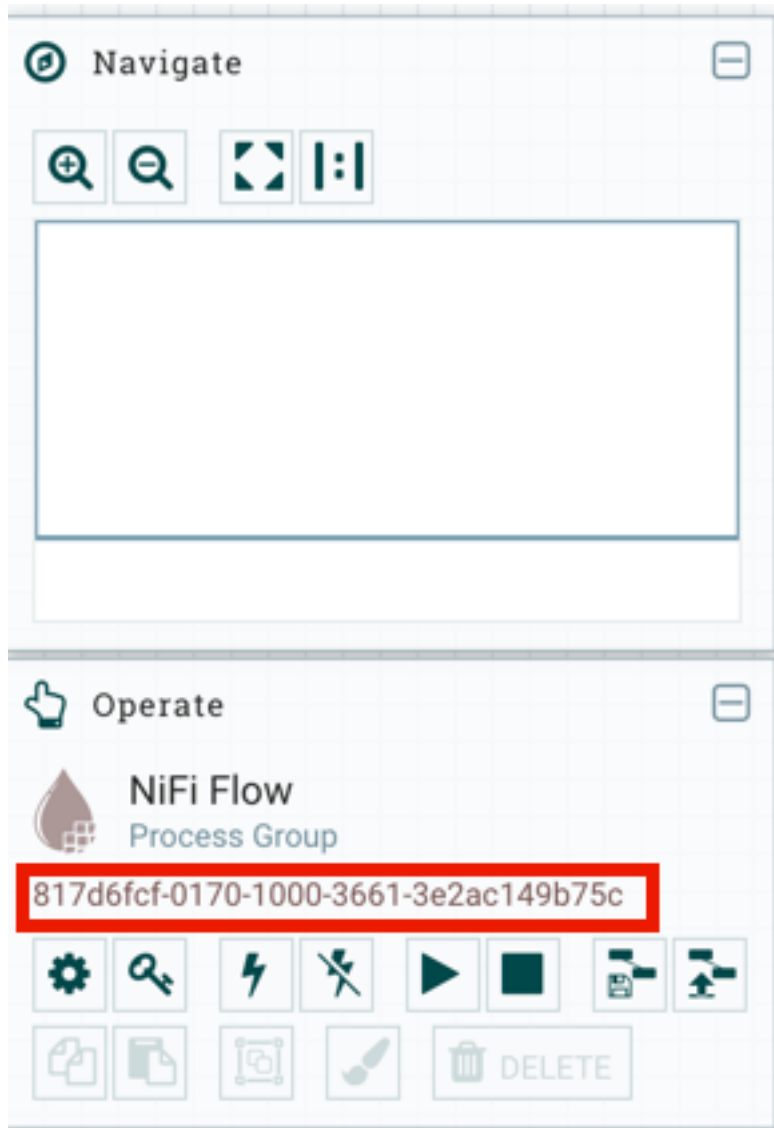 Navigate
Operate
NiFi Flow
Process Group
817d6fcf-0170-1000-3661-3e2ac149b75c
DELETE